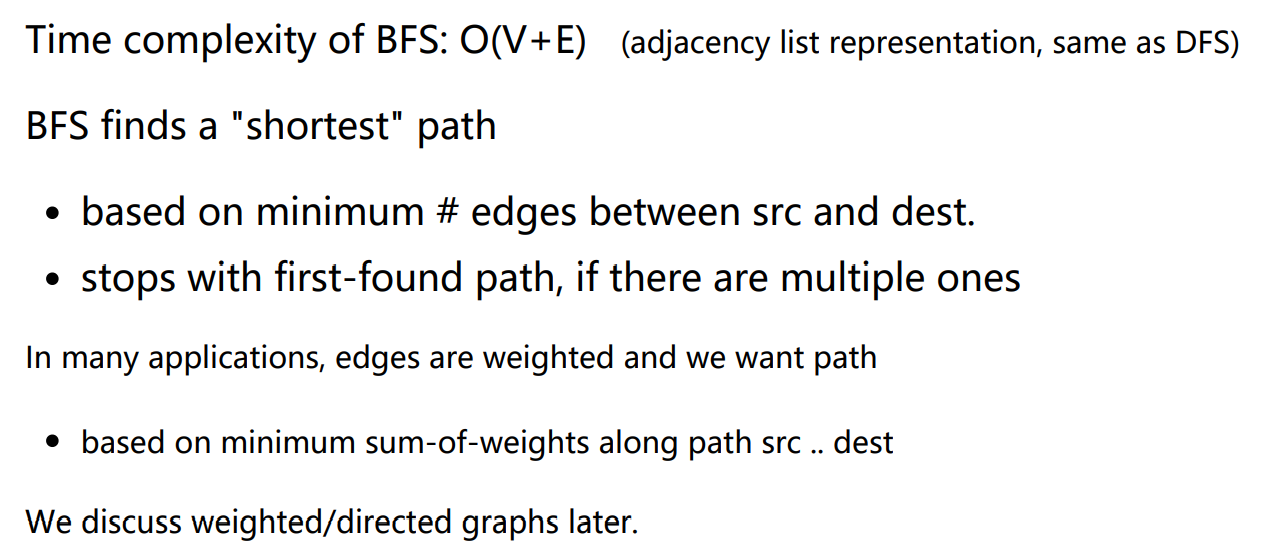 Time complexity of BFS: O(V+E) (adjacency list representation, same as DFS)
BFS finds a "shortest" path
• based on minimum # edges between src and dest.
• stops with first-found path, if there are multiple ones
In many applications, edges are weighted and we want path
• based on minimum sum-of-weights along path src .. dest
We discuss weighted/directed graphs later.